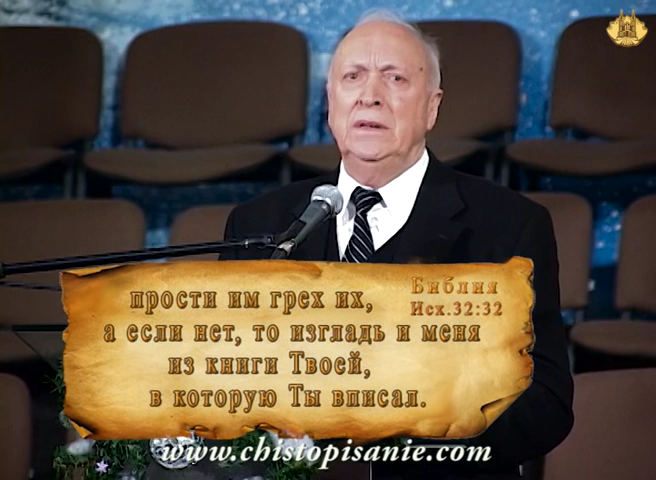 Библия
Исх.32:32
прости им грех их,
а если нет, то изгладь и меня
из книги Твоей,
в которую Ты вписал.
www.chistopisanie.com